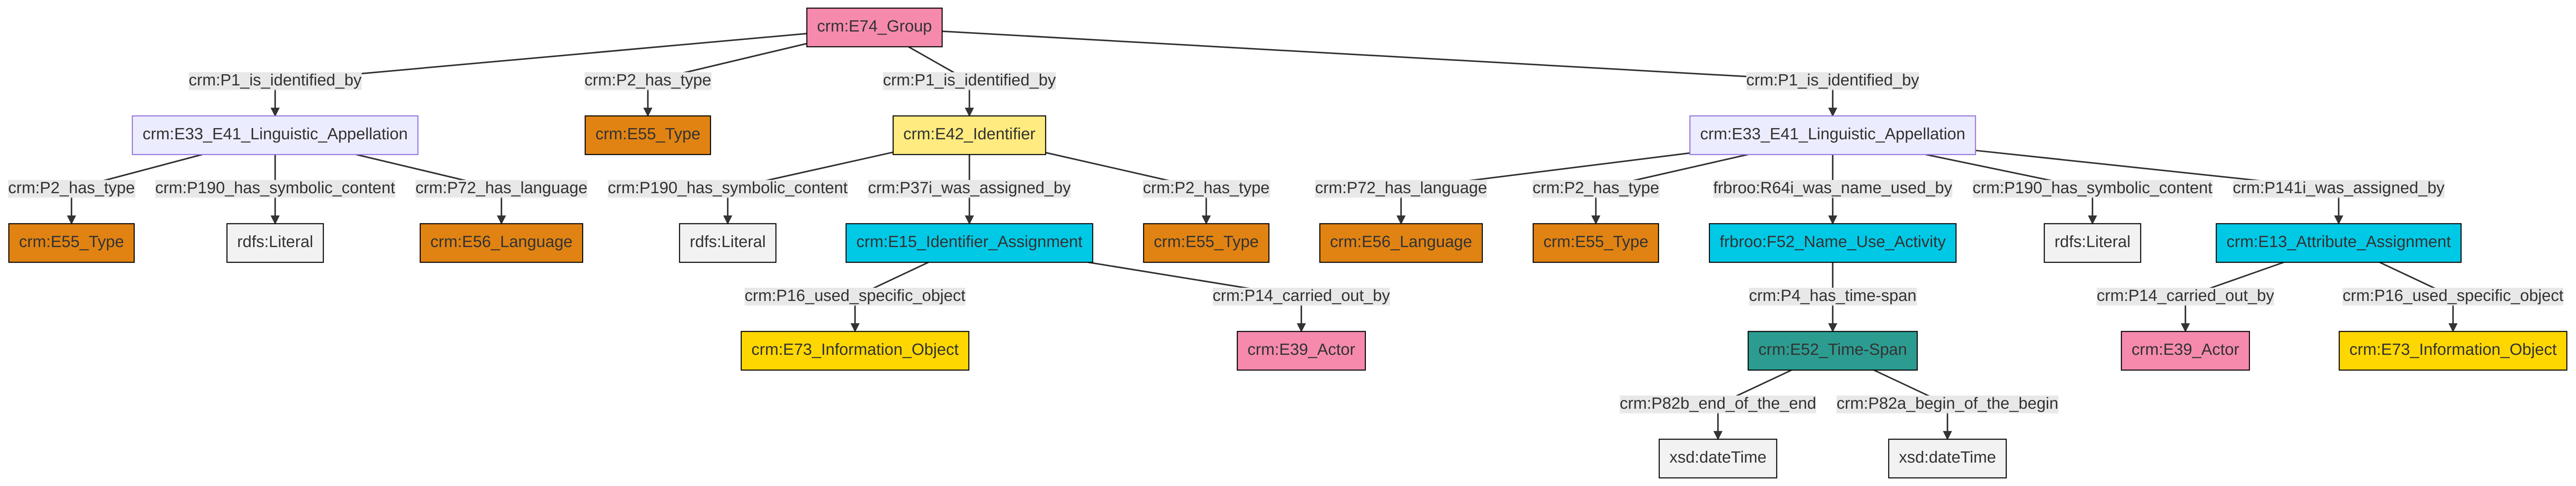 crm:E74_Group
crm:P1_is_identified_by
crm:P2_has_type
crm:P1_is_identified_by
crm:P1_is_identified_by
crm:E33_E41_Linguistic_Appellation
crm:E55_Type
crm:E42_Identifier
crm:E33_E41_Linguistic_Appellation
crm:P2_has_type
crm:P190_has_symbolic_content
crm:P72_has_language
crm:P190_has_symbolic_content
crm:P37i_was_assigned_by
crm:P2_has_type
crm:P72_has_language
crm:P2_has_type
frbroo:R64i_was_name_used_by
crm:P190_has_symbolic_content
crm:P141i_was_assigned_by
crm:E55_Type
rdfs:Literal
crm:E56_Language
rdfs:Literal
crm:E15_Identifier_Assignment
crm:E55_Type
crm:E56_Language
crm:E55_Type
frbroo:F52_Name_Use_Activity
rdfs:Literal
crm:E13_Attribute_Assignment
crm:P16_used_specific_object
crm:P14_carried_out_by
crm:P4_has_time-span
crm:P14_carried_out_by
crm:P16_used_specific_object
crm:E73_Information_Object
crm:E39_Actor
crm:E52_Time-Span
crm:E39_Actor
crm:E73_Information_Object
crm:P82b_end_of_the_end
crm:P82a_begin_of_the_begin
xsd:dateTime
xsd:dateTime